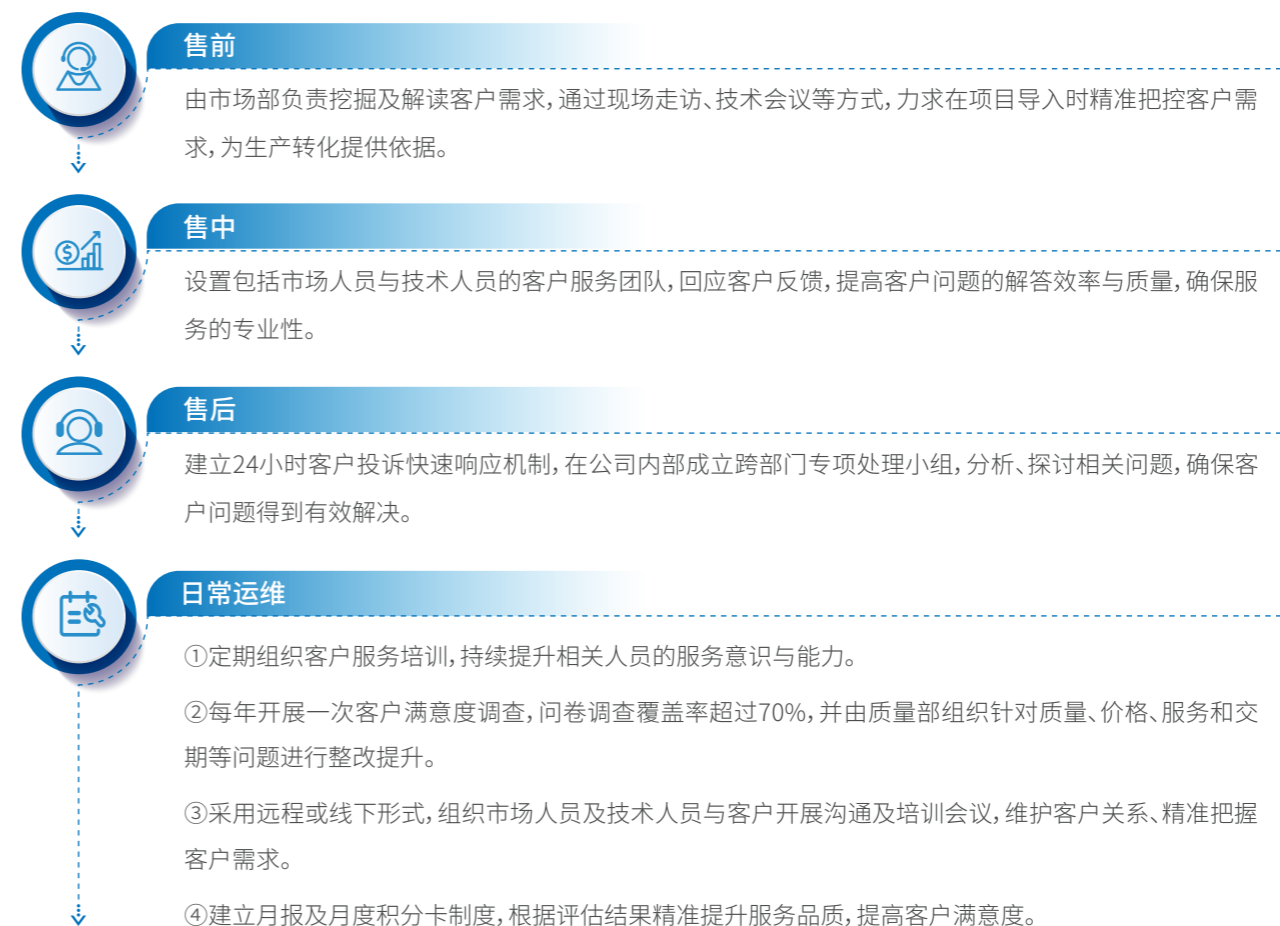 售前
由市场部负责挖掘及解读客户需求，通过现场走访、技术会议等方式，力求在项目导入时精准把控客户需
求，为生产转化提供依据。
售中
设置包括市场人员与技术人员的客户服务团队，回应客户反馈，提高客户问题的解答效率与质量，确保服
务的专业性。
售后
建立24小时客户投诉快速响应机制，在公司内部成立跨部门专项处理小组，分析、探讨相关问题，确保客
户问题得到有效解决。
日常运维
①定期组织客户服务培训，持续提升相关人员的服务意识与能力。
②每年开展一次客户满意度调查，问卷调查覆盖率超过70%，并由质量部组织针对质量、价格、服务和交
期等问题进行整改提升。
③采用远程或线下形式，组织市场人员及技术人员与客户开展沟通及培训会议，维护客户关系、精准把握
客户需求。
④建立月报及月度积分卡制度，根据评估结果精准提升服务品质，提高客户满意度。